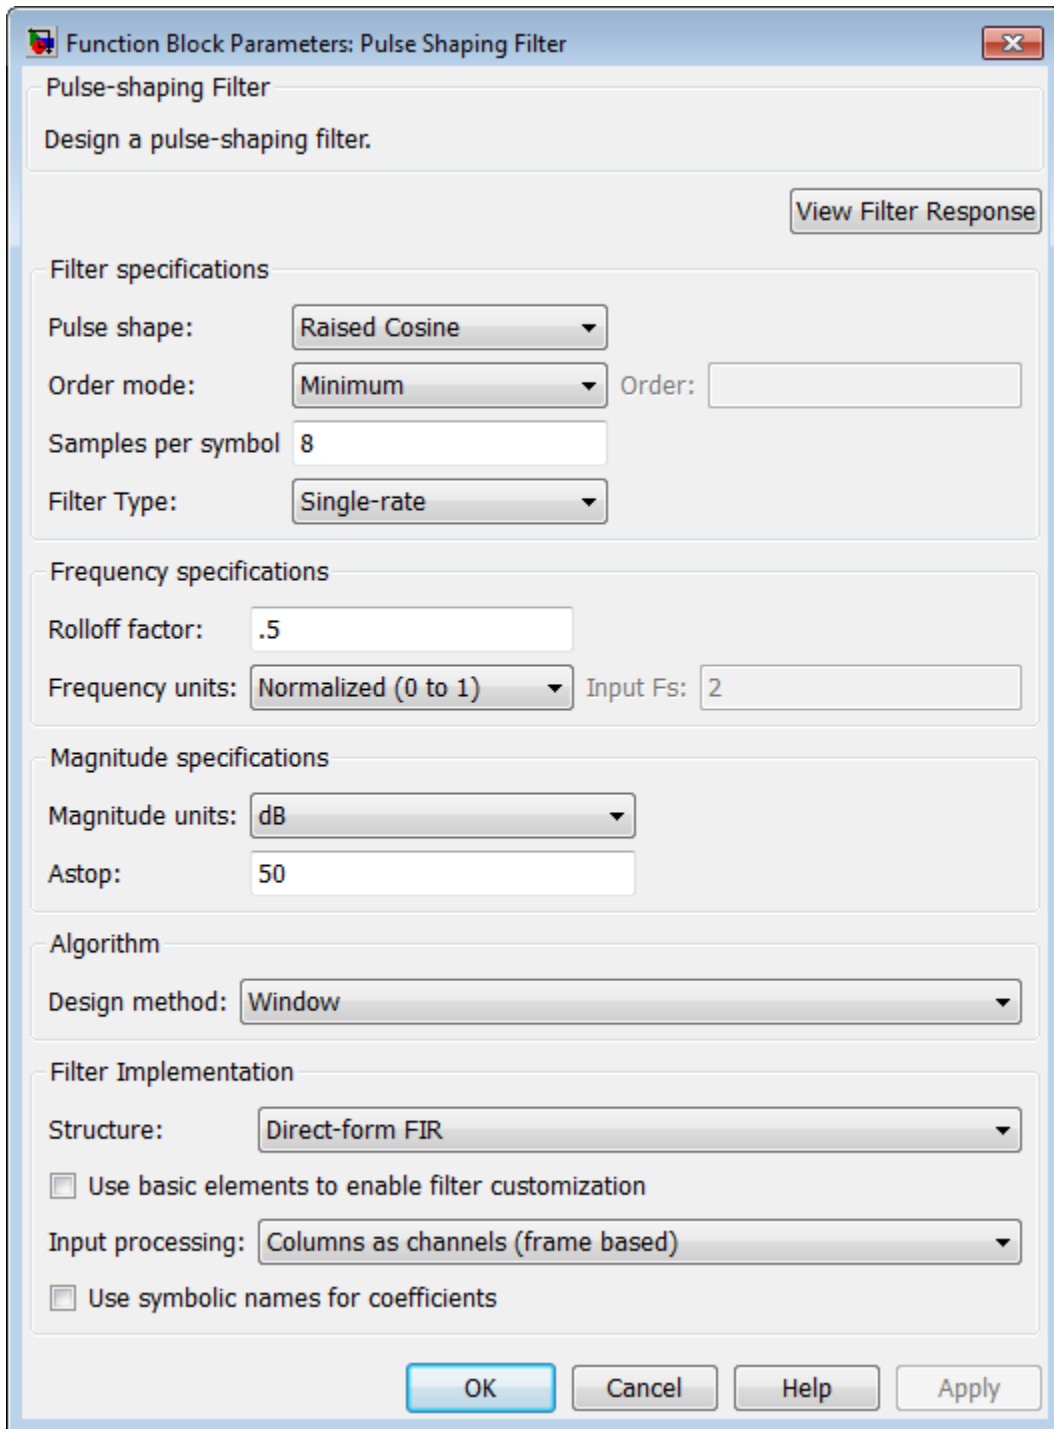 Function Block Parameters: Pulse Shaping Filter
Pulse-shaping Filter
Design a pulse-shaping filter.
View Filter Response
Filter specifications
Pulse shape: Raised Cosine
Order mode: Minimum Order:
Samples per symbol 8
Filter Type: Single-rate
Frequency specifications
Rolloff factor: .5
Frequency units: Normalized (0 to 1) Input Fs: 2
Magnitude specifications
Magnitude units: dB
Astop: 50
Algorithm
Design method: Window
Filter Implementation
Structure: Direct-form FIR
Use basic elements to enable filter customization
Input processing: Columns as channels (frame based)
Use symbolic names for coefficients
OK Cancel Help Apply